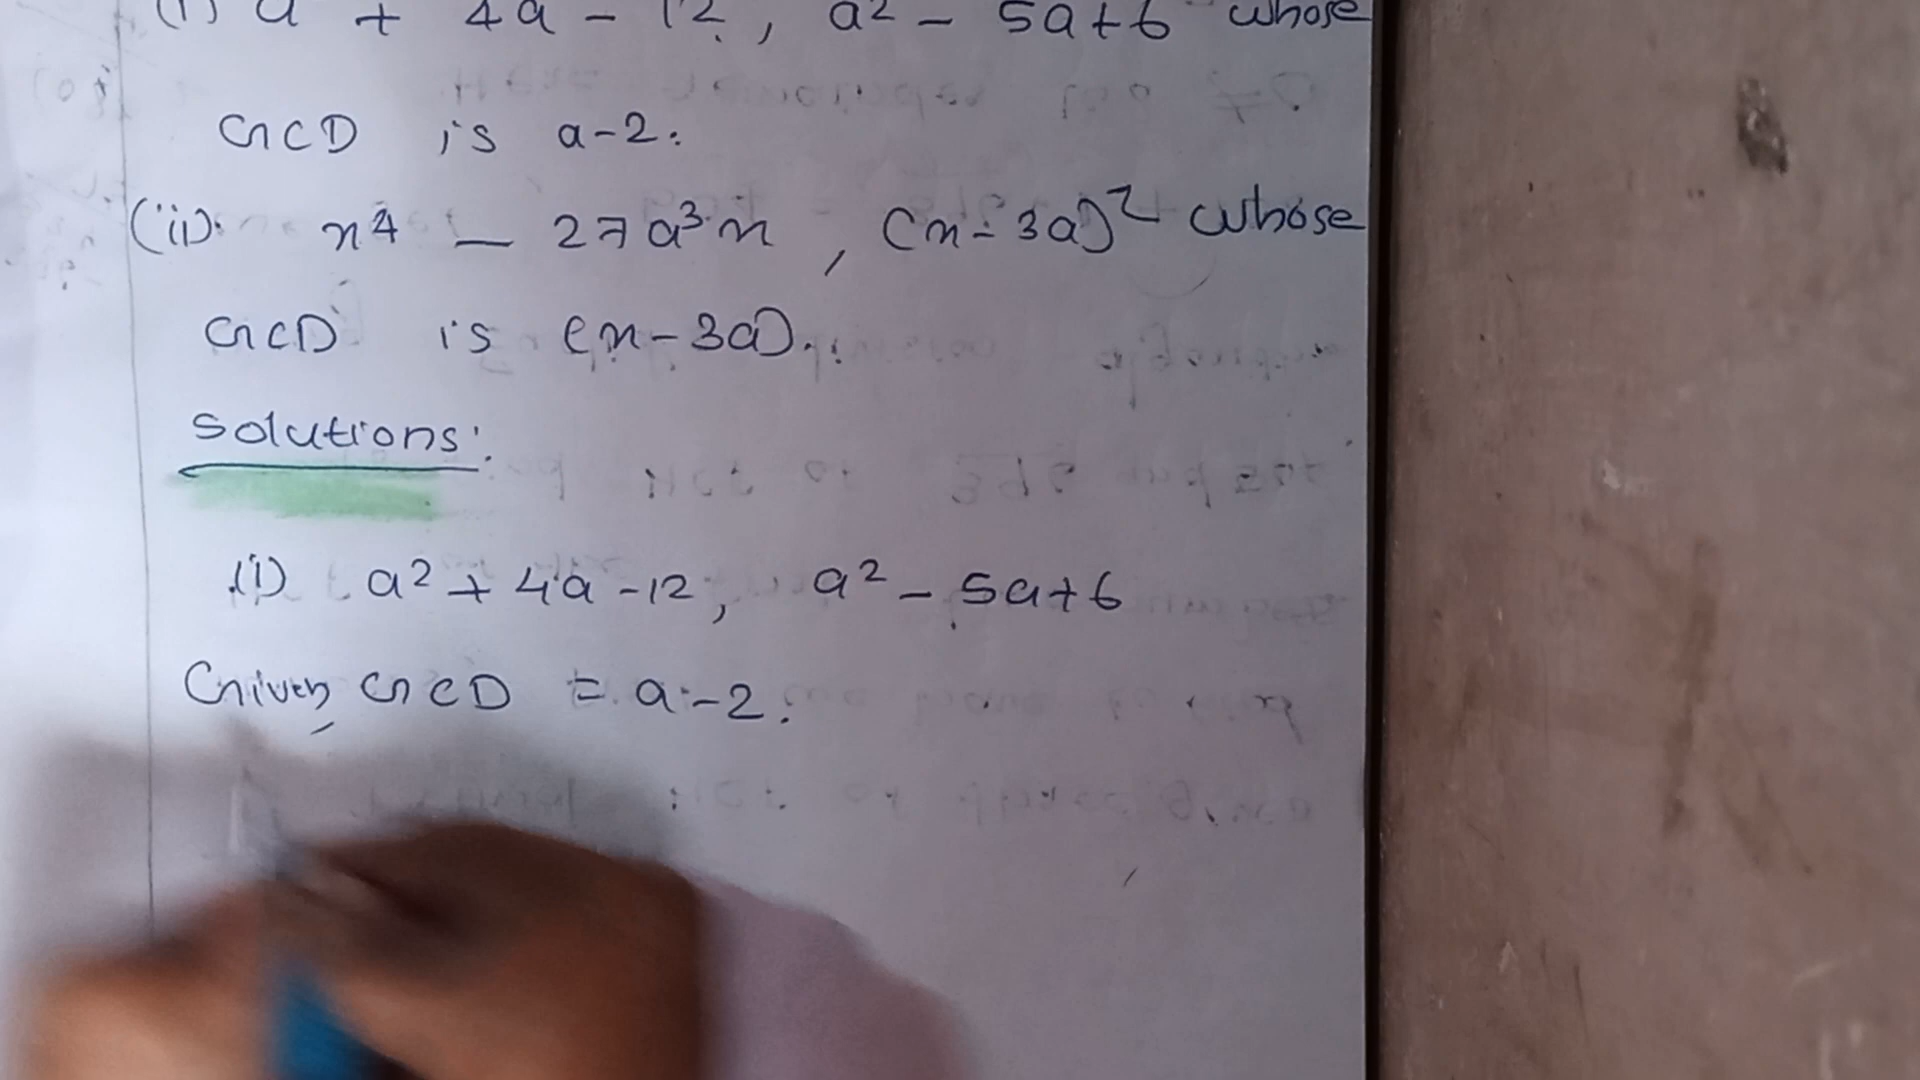 (i) a + 4a - 12, a² - 5a+6 whose
GCD is a-2.
(ii) x⁴ - 27a³x, (x-3a)² whose
GCD is (x-3a).
Solutions:
(i) a² + 4a -12, a² - 5a+6
Given GCD = a-2.